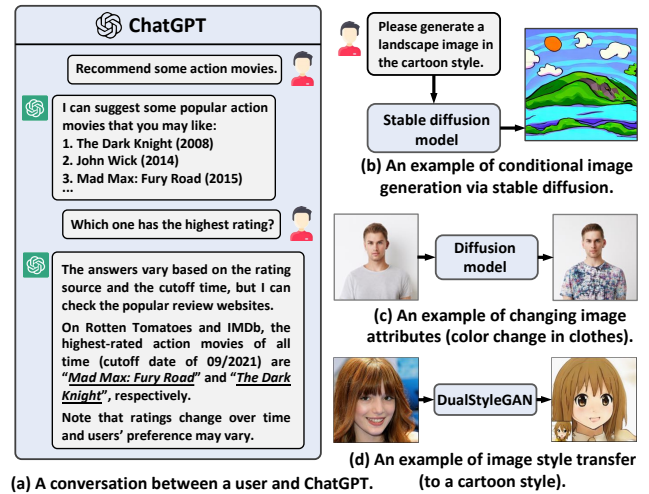 ChatGPT
Recommend some action movies.
I can suggest some popular action
movies that you may like:
1. The Dark Knight (2008)
2. John Wick (2014)
3. Mad Max: Fury Road (2015)
...
Which one has the highest rating?
The answers vary based on the rating
source and the cutoff time, but I can
check the popular review websites.
On Rotten Tomatoes and IMDb, the
highest-rated action movies of all
time (cutoff date of 09/2021) are
“Mad Max: Fury Road” and “The Dark
Knight”, respectively.
Note that ratings change over time
and users’ preference may vary.
(a) A conversation between a user and ChatGPT.
Please generate a
landscape image in
the cartoon style.
Stable diffusion
model
(b) An example of conditional image
generation via stable diffusion.
Diffusion
model
(c) An example of changing image
attributes (color change in clothes).
DualStyleGAN
(d) An example of image style transfer
(to a cartoon style).